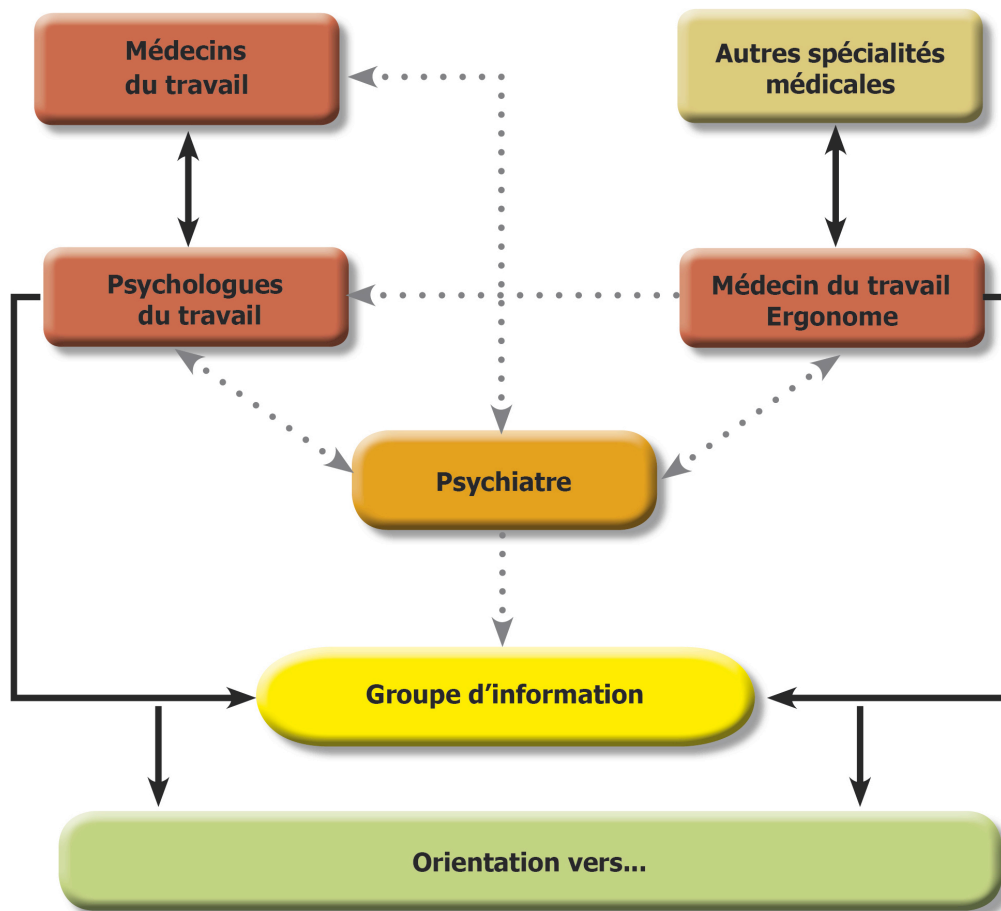 Médecins
du travail
Autres spécialités
médicales
Psychologues
du travail
Médecin du travail
Ergonome
Psychiatre
Groupe d’information
Orientation vers...